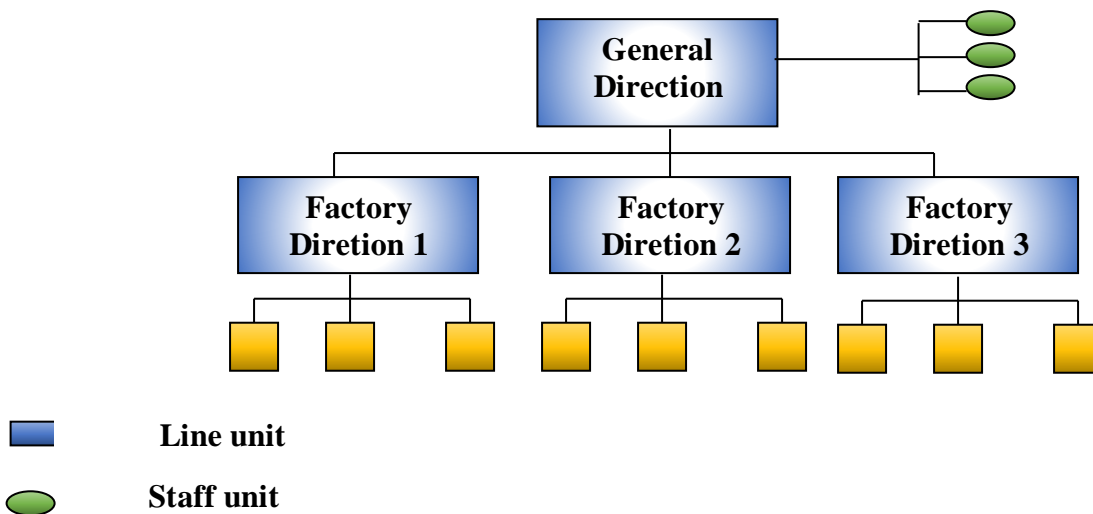 General
Direction
Factory
Diretion 1
Factory
Diretion 2
Factory
Diretion 3
Line unit
Staff unit